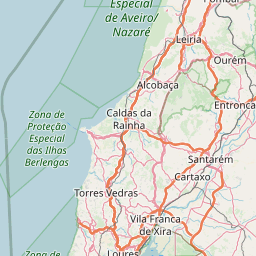 Especial
de Aveiro/
Nazaré
Pombal
Leiria
Ourém
Alcobaça
Entronca
Zona de
Proteção
Especial
das Ilhas
Berlengas
Caldas da
Rainha
Santarém
Cartaxo
Torres Vedras
Vila Franca
de Xira
Zona de
Loures